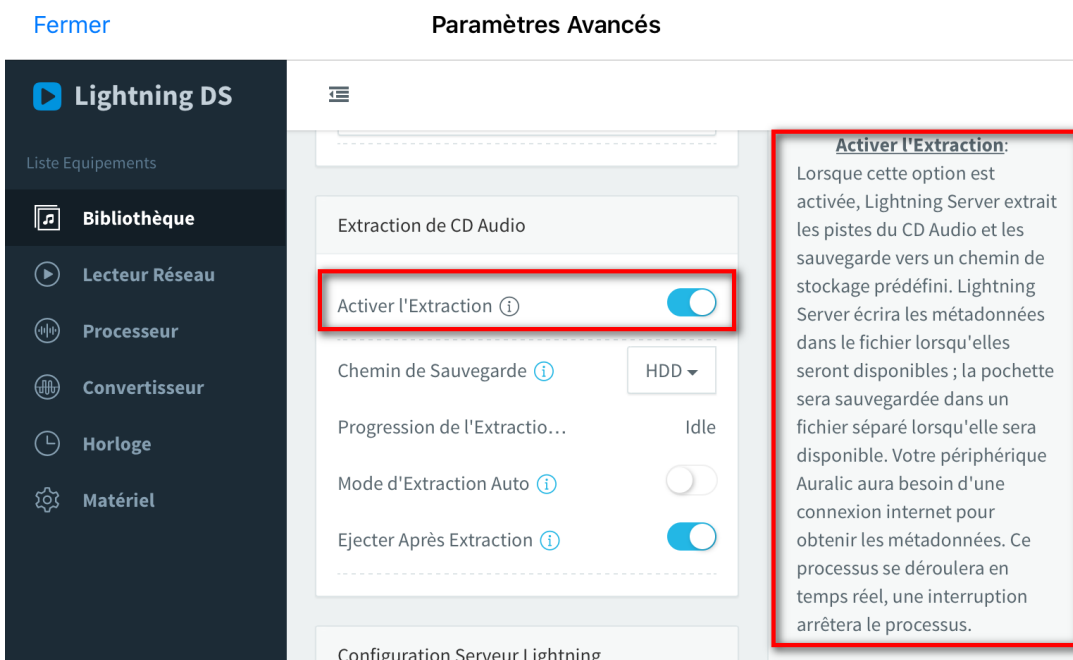 Fermer
Paramètres Avancés
Lightning DS
Liste Equipements
Bibliothèque
Lecteur Réseau
Processeur
Convertisseur
Horloge
Matériel
Extraction de CD Audio
Activer l'Extraction
Chemin de Sauvegarde
HDD
Progression de l'Extractio...
Idle
Mode d'Extraction Auto
Ejecter Après Extraction
Configuration Serveur Lightning
Activer l'Extraction:
Lorsque cette option est
activée, Lightning Server extrait
les pistes du CD Audio et les
sauvegarde vers un chemin de
stockage prédéfini. Lightning
Server écrira les métadonnées
dans le fichier lorsqu'elles
seront disponibles ; la pochette
sera sauvegardée dans un
fichier séparé lorsqu'elle sera
disponible. Votre périphérique
Auralic aura besoin d'une
connexion internet pour
obtenir les métadonnées. Ce
processus se déroulera en
temps réel, une interruption
arrêtera le processus.